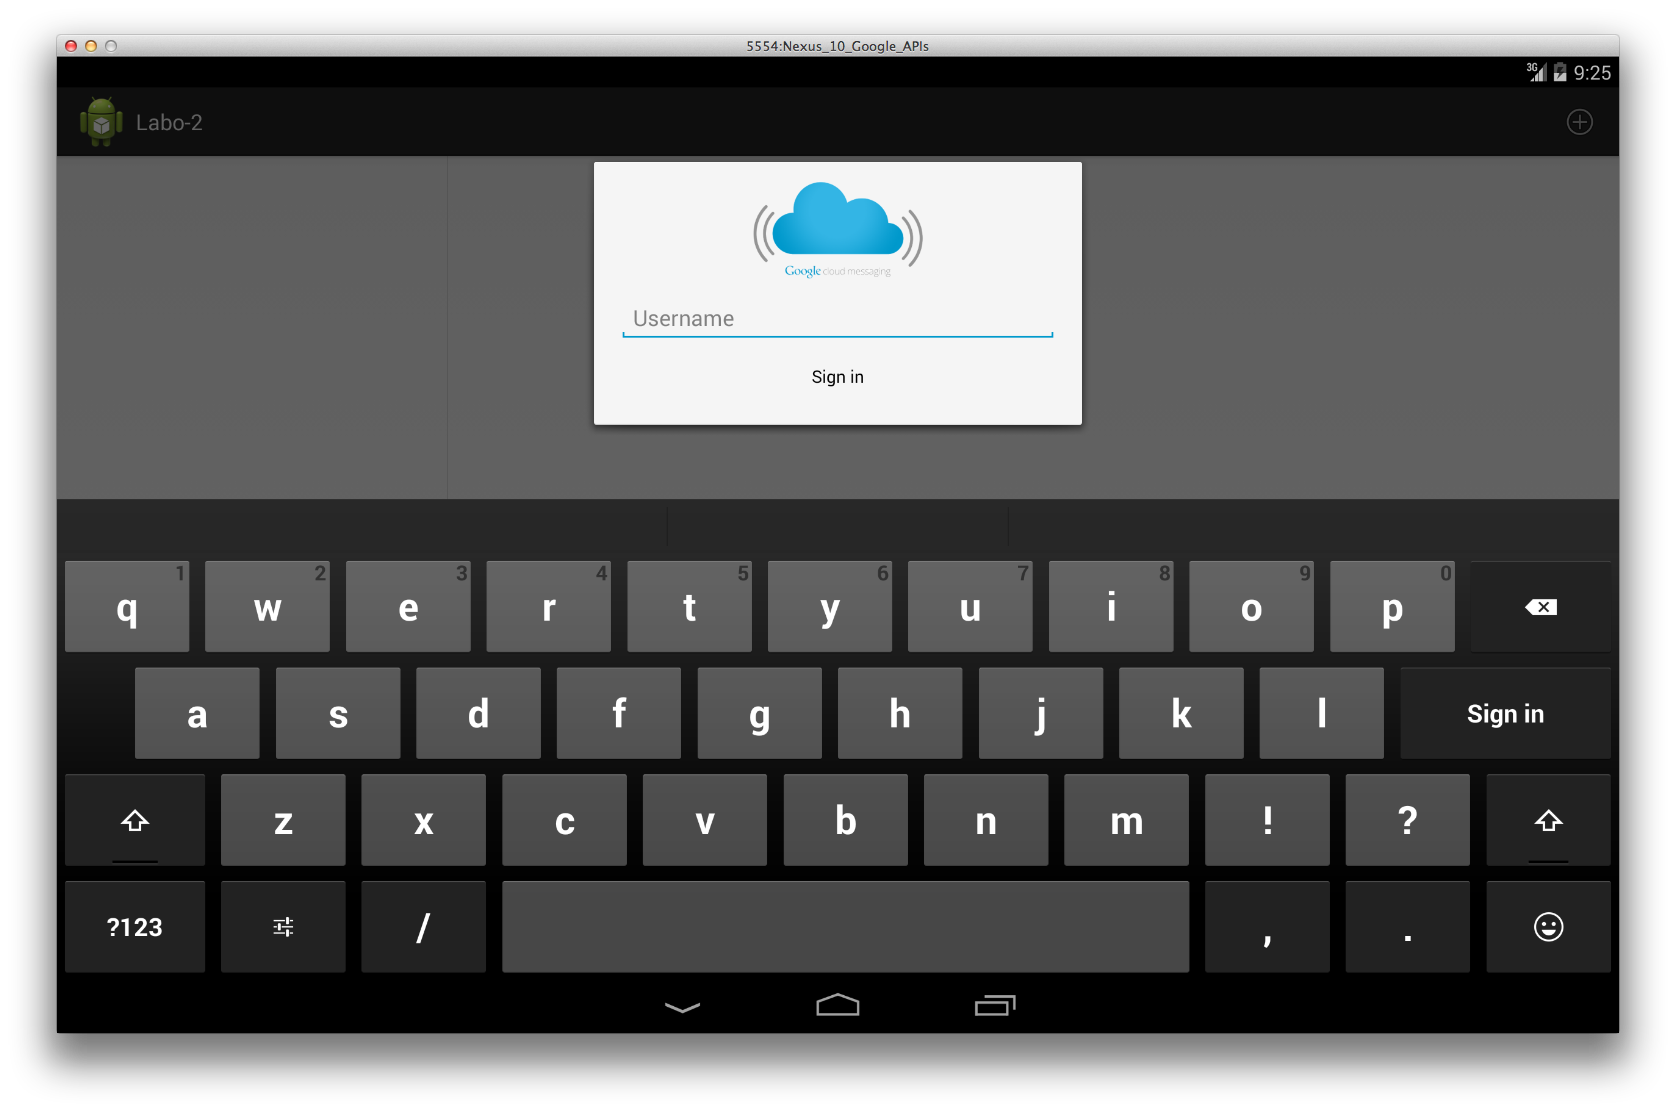 5554:Nexus_10_Google_APIs
3G 9:25
Labo-2
Google cloud messaging
Username
Sign in
q 1 w 2 e 3 r 4 t 5 y 6 u 7 i 8 o 9 p 0
a s d f g h j k l Sign in
z x c v b n m ! ?
?123 / , .